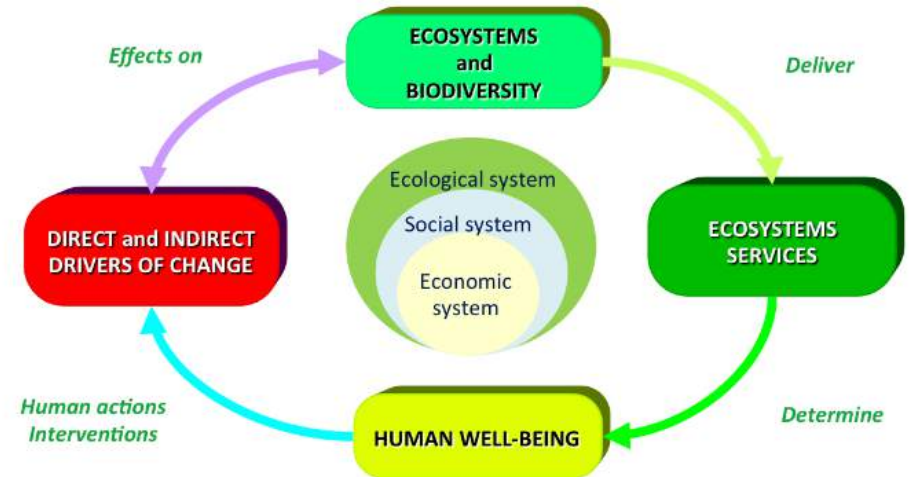 Effects on
ECOSYSTEMS
and
BIODIVERSITY
Deliver
Ecological system
Social system
Economic
system
DIRECT and INDIRECT
DRIVERS OF CHANGE
ECOSYSTEMS
SERVICES
Human actions
Interventions
HUMAN WELL-BEING
Determine